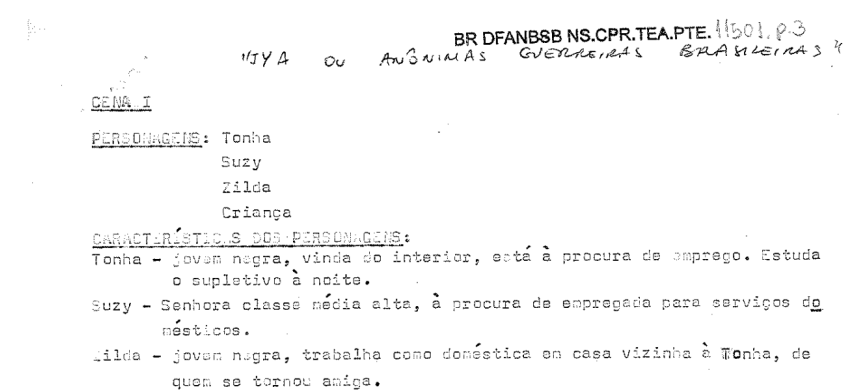 BR DFANBSB NS.CPR.TEA.PTE. 11501, p.3
"IYA OU ANÔNIMAS GUERREIRAS BRASILEIRAS"
CENA I
PERSONAGENS: Tonha
Suzy
Zilda
Criança
CARACTERÍSTICAS DOS PERSONAGENS:
Tonha - jovem negra, vinda do interior, está à procura de emprego. Estuda
o supletivo à noite.
Suzy - Senhora classe média alta, à procura de empregada para serviços do
mésticos.
Zilda - jovem negra, trabalha como doméstica em casa vizinha à Tonha, de
quem se tornou amiga.